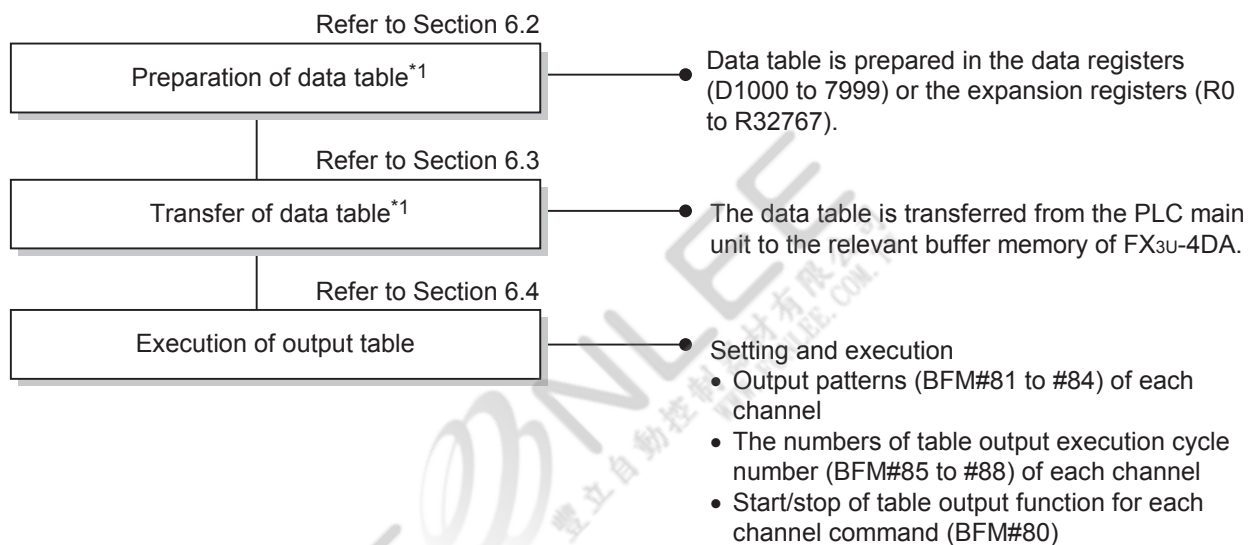 Refer to Section 6.2
Preparation of data table*1
Data table is prepared in the data registers
(D1000 to 7999) or the expansion registers (R0
to R32767).
Refer to Section 6.3
Transfer of data table*1
The data table is transferred from the PLC main
unit to the relevant buffer memory of FX3U-4DA.
Refer to Section 6.4
Execution of output table
Setting and execution
• Output patterns (BFM#81 to #84) of each
channel
• The numbers of table output execution cycle
number (BFM#85 to #88) of each channel
• Start/stop of table output function for each
channel command (BFM#80)